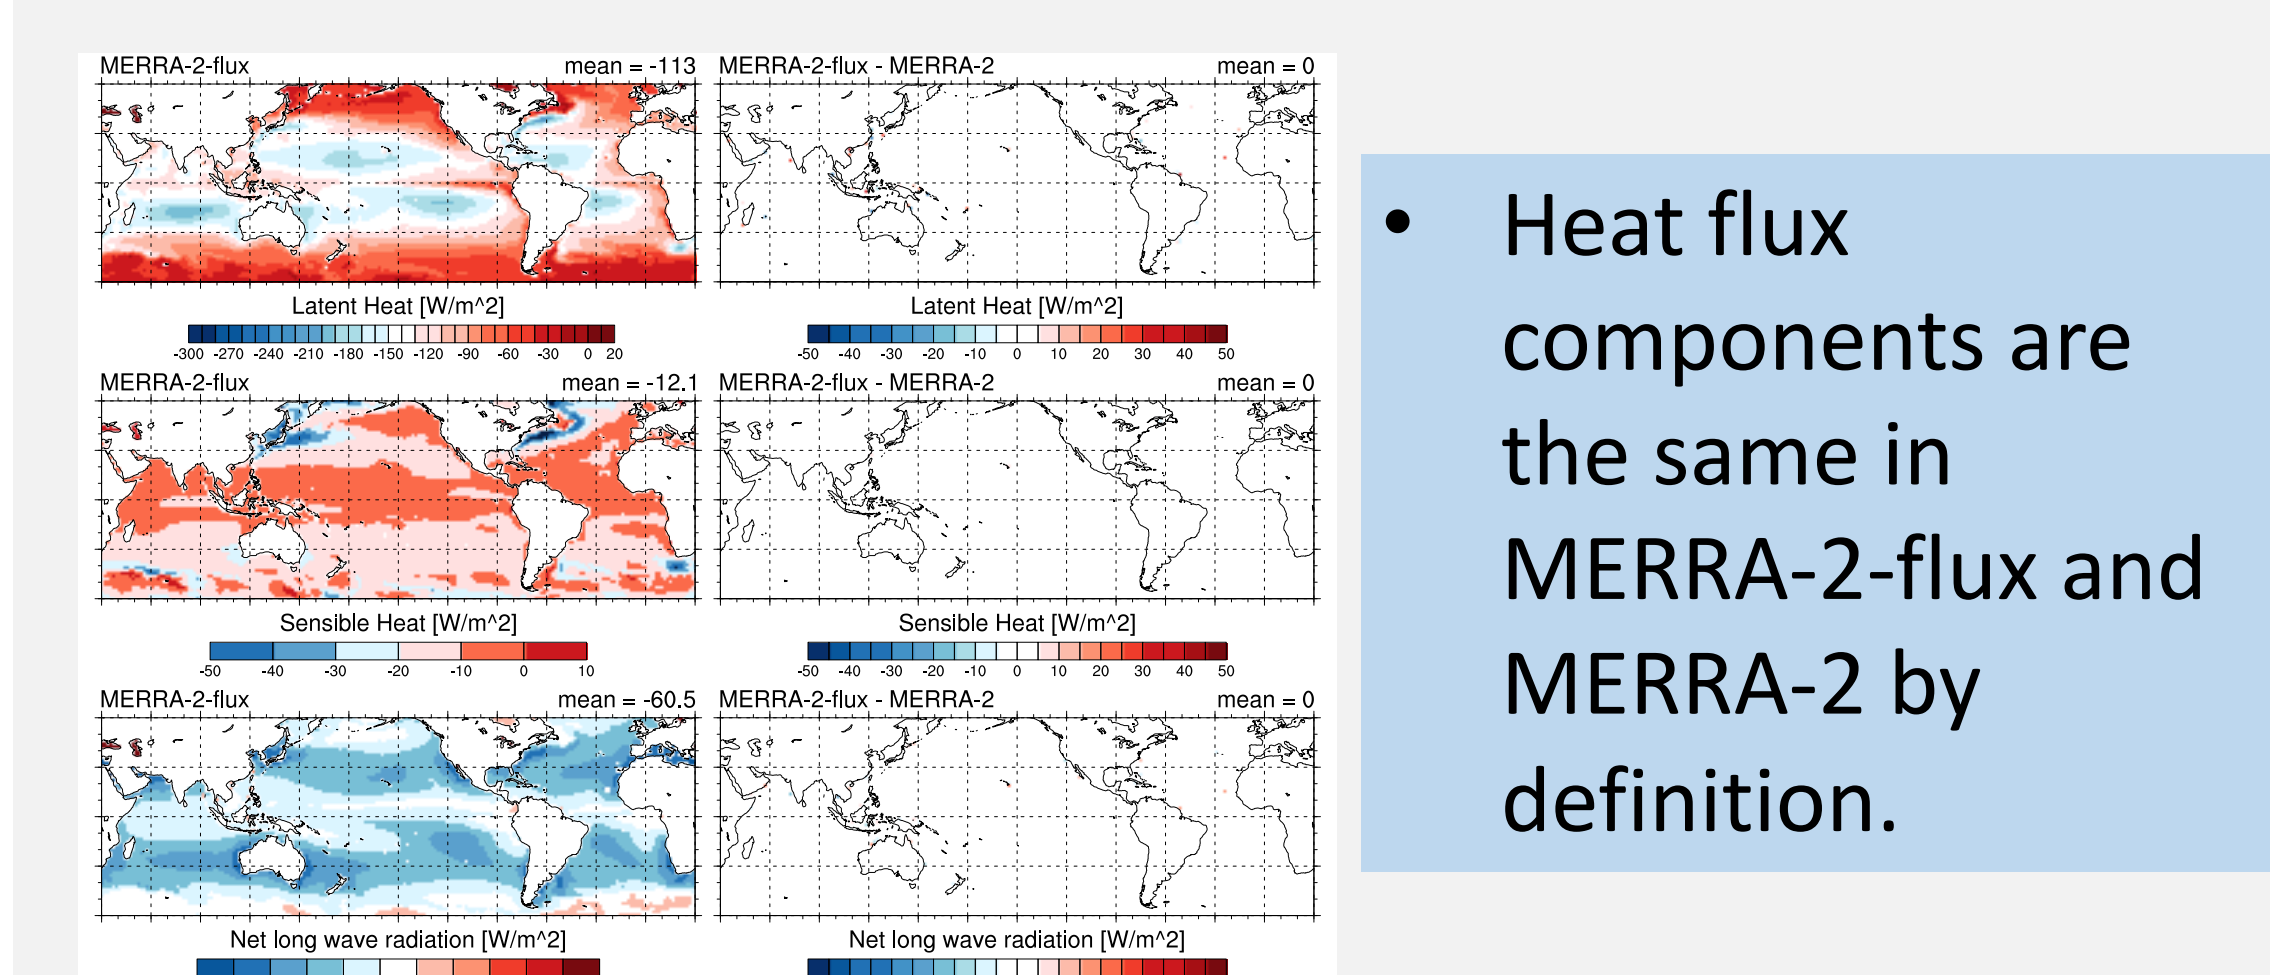 MERRA-2-flux mean = -113
MERRA-2-flux - MERRA-2 mean = 0
Latent Heat [W/m^2]
-300 -270 -240 -210 -180 -150 -120 -90 -60 -30 0 20
Latent Heat [W/m^2]
-50 -40 -30 -20 -10 0 10 20 30 40 50
MERRA-2-flux mean = -12.1
MERRA-2-flux - MERRA-2 mean = 0
Sensible Heat [W/m^2]
-50 -40 -30 -20 -10 0 10
Sensible Heat [W/m^2]
-50 -40 -30 -20 -10 0 10 20 30 40 50
MERRA-2-flux mean = -60.5
MERRA-2-flux - MERRA-2 mean = 0
Net long wave radiation [W/m^2]
Net long wave radiation [W/m^2]
• Heat flux
components are
the same in
MERRA-2-flux and
MERRA-2 by
definition.